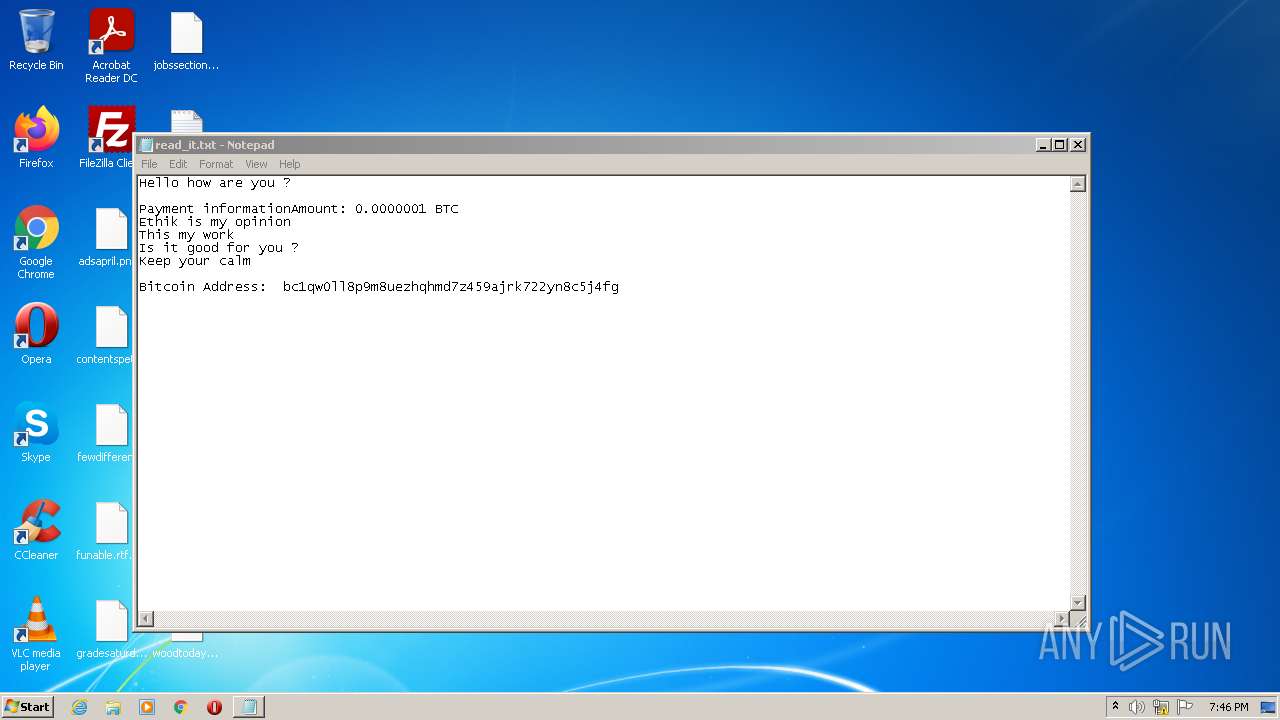 Recycle Bin
Acrobat
Reader DC
jobssection...
Firefox
FileZilla Clie
Google
Chrome
adsapril.pn
Opera
contentspet
Skype
fewdifferen
CCleaner
funable.rtf.
VLC media
player
gradesaturd...
woodtoday...
read_it.txt - Notepad
File Edit Format View Help
Hello how are you ?
Payment informationAmount: 0.0000001 BTC
Ethik is my opinion
This my work
Is it good for you ?
Keep your calm
Bitcoin Address:  bc1qw0ll8p9m8uezhqhmd7z459ajrk722yn8c5j4fg
ANY RUN
Start
7:46 PM